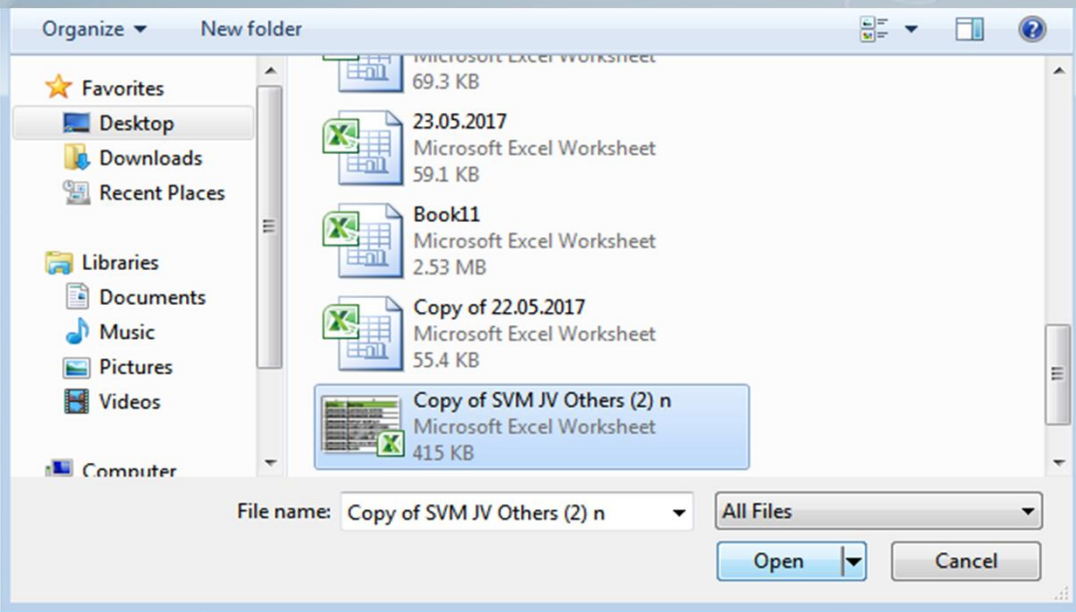 Organize New folder
Favorites
Desktop
Downloads
Recent Places
Libraries
Documents
Music
Pictures
Videos
Computer
Microsoft Excel Worksheet
69.3 KB
23.05.2017
Microsoft Excel Worksheet
59.1 KB
Book11
Microsoft Excel Worksheet
2.53 MB
Copy of 22.05.2017
Microsoft Excel Worksheet
55.4 KB
Copy of SVM JV Others (2) n
Microsoft Excel Worksheet
415 KB
File name: Copy of SVM JV Others (2) n All Files
Open Cancel